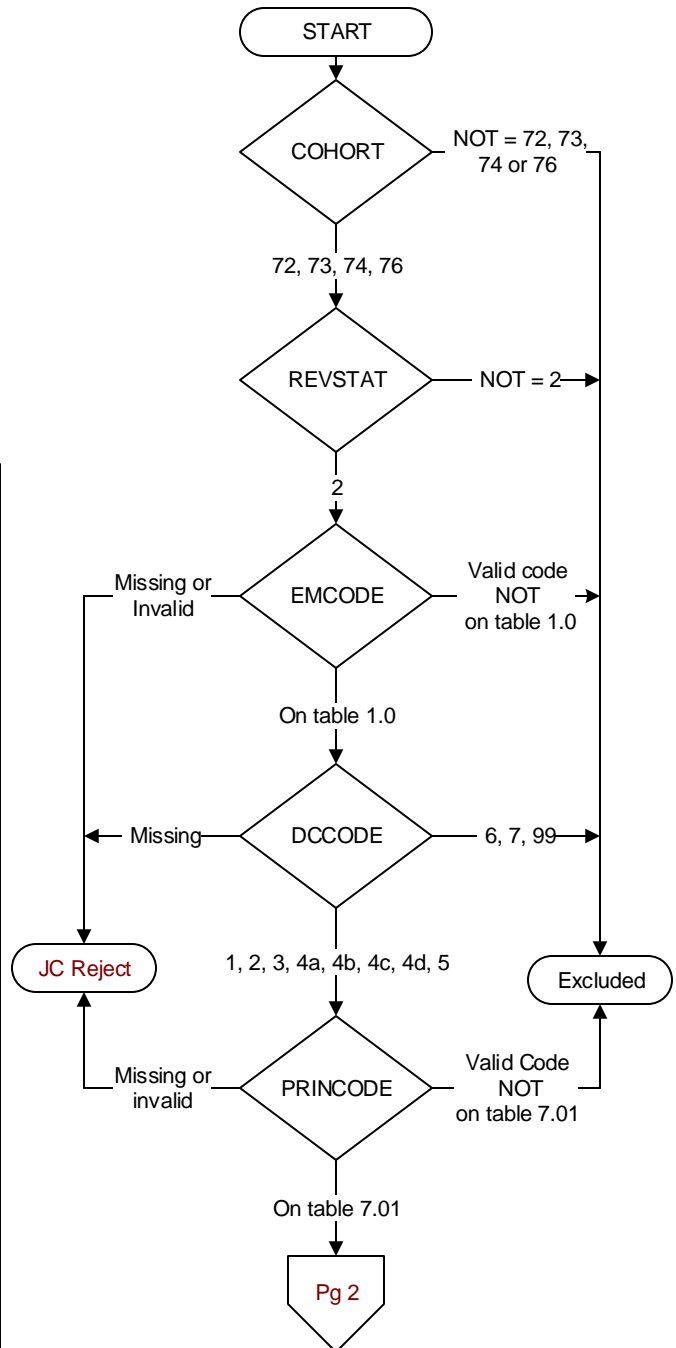 START
COHORT
NOT = 72, 73,
74 or 76
72, 73, 74, 76
REVSTAT
NOT = 2
2
Missing or
Invalid
EMCODE
Valid code
NOT
on table 1.0
On table 1.0
Missing
DCCODE
6, 7, 99
JC Reject
1, 2, 3, 4a, 4b, 4c, 4d, 5
Excluded
Missing or
invalid
PRINCODE
Valid Code
NOT
on table 7.01
On table 7.01
Pg 2